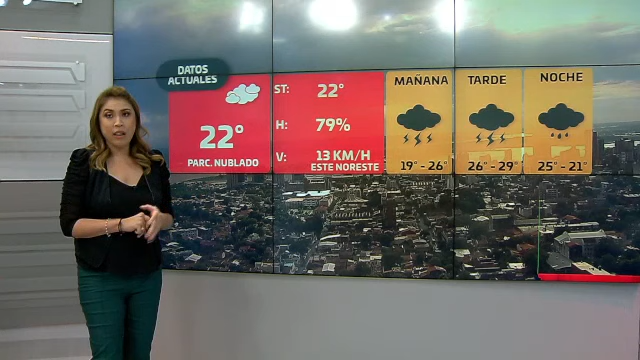 DATOS
ACTUALES
22°
PARC. NUBLADO
ST: 22°
H: 79%
V: 13 KM/H
ESTE NORESTE
MAÑANA
19° - 26°
TARDE
26° - 29°
NOCHE
25° - 21°